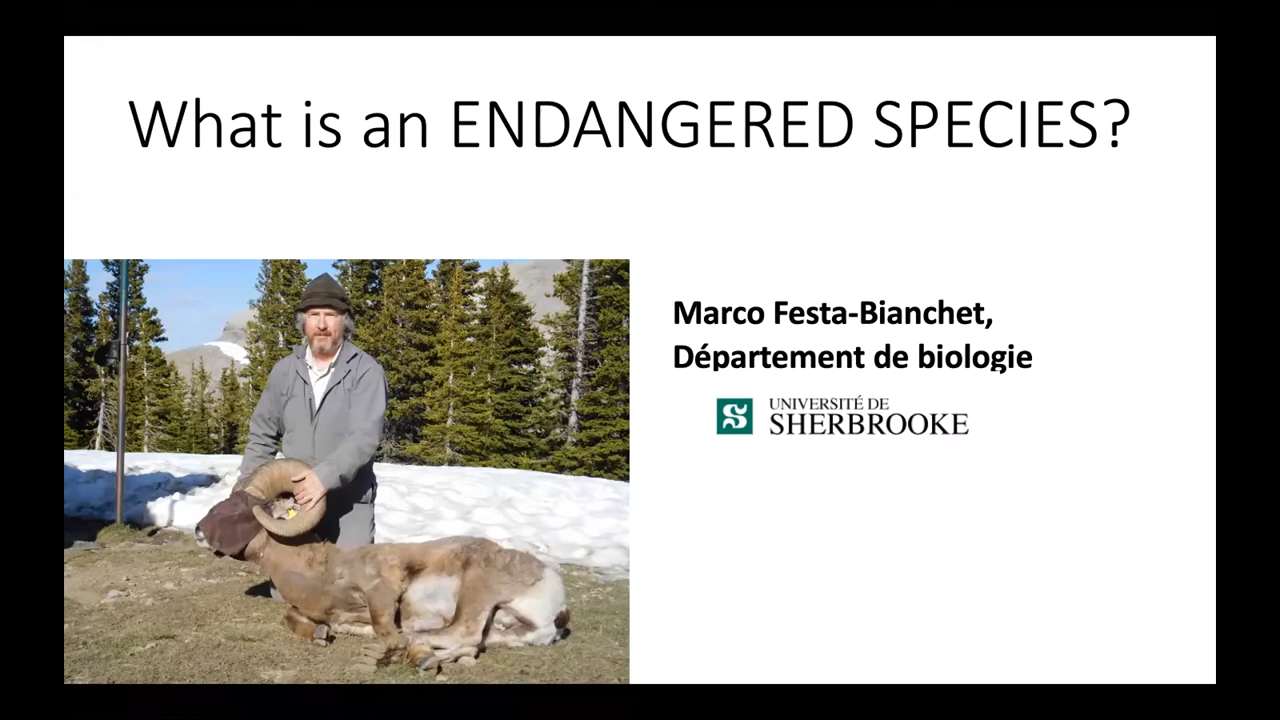 What is an ENDANGERED SPECIES?
Marco Festa-Bianchet,
Département de biologie
UNIVERSITÉ DE
SHERBROOKE